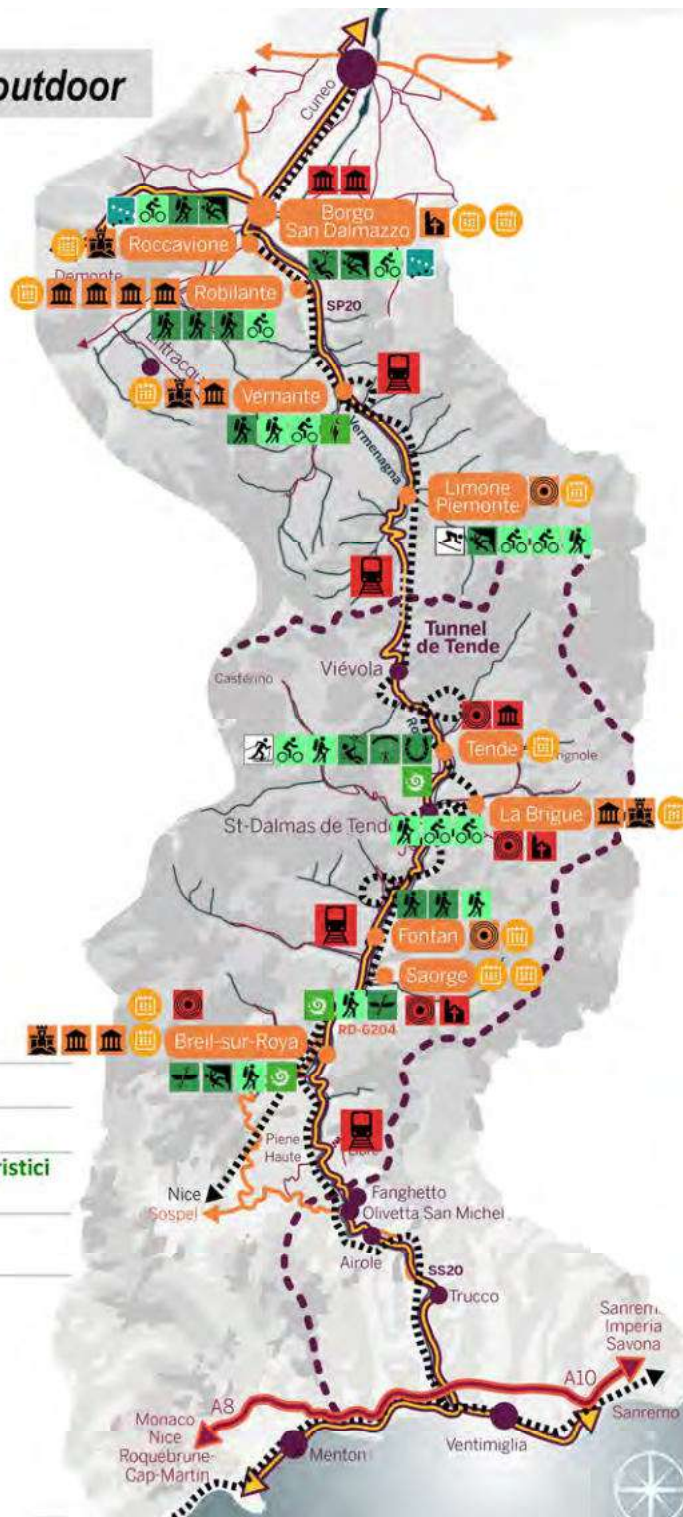 outdoor
Cuneo
Borgo
San Dalmazzo
Roccavione
Demonte
Robilante
SP20
Entracque
Vernante
Vermenagna
Limone
Piemonte
Tunnel
de Tende
Viévola
Castérino
Tende
La Brigue
St-Dalmas de Tende
Fontan
Saorge
RD-6204
Breil-sur-Roya
ristici
Piene
Haute
Nice
Sospel
Fanghetto
Olivetta San Michel
Airole
SS20
Trucco
Sanremo
Imperia
Savona
A10
A8
Sanremo
Monaco
Nice
Roquebrune-
Cap-Martin
Menton
Ventimiglia